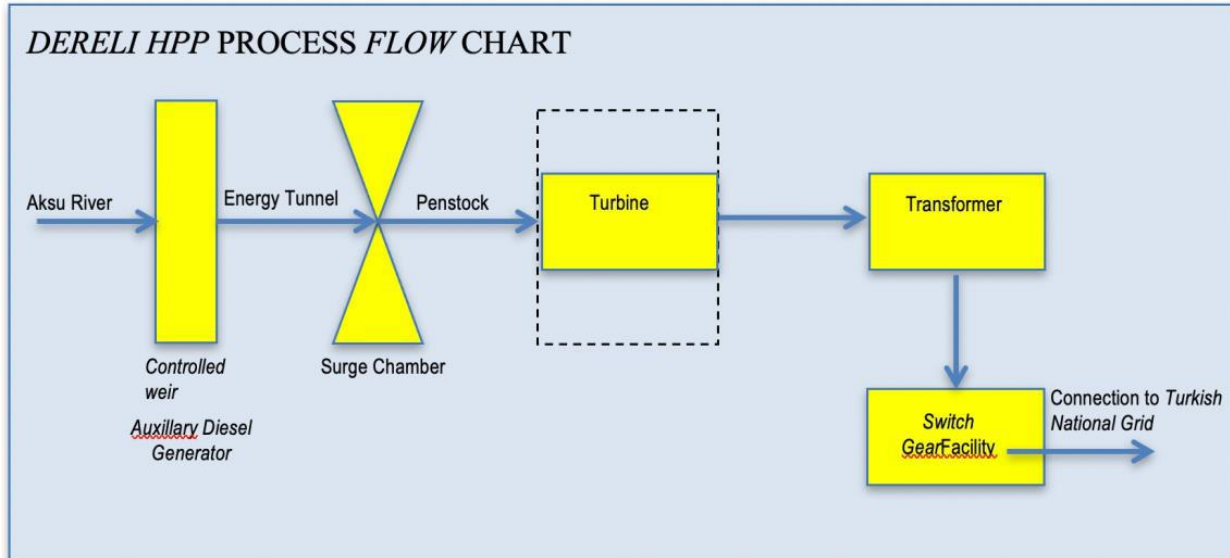 DERELI HPP PROCESS FLOW CHART
Aksu River
Energy Tunnel
Penstock
Turbine
Transformer
Controlled
weir
Auxillary Diesel
Generator
Surge Chamber
Switch
GearFacility
Connection to Turkish
National Grid